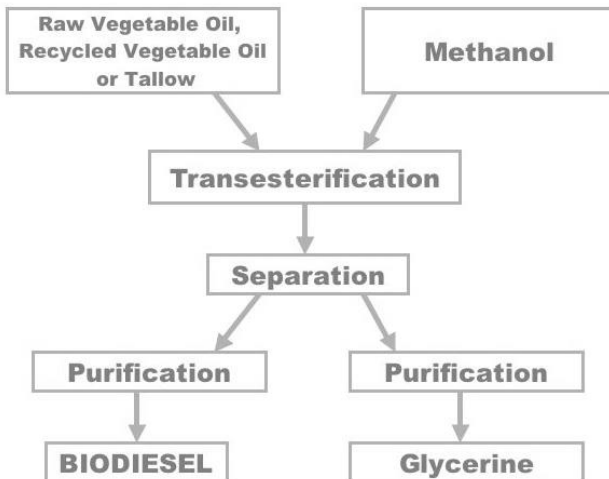 Raw Vegetable Oil,
Recycled Vegetable Oil
or Tallow
Methanol
Transesterification
Separation
Purification
Purification
BIODIESEL
Glycerine